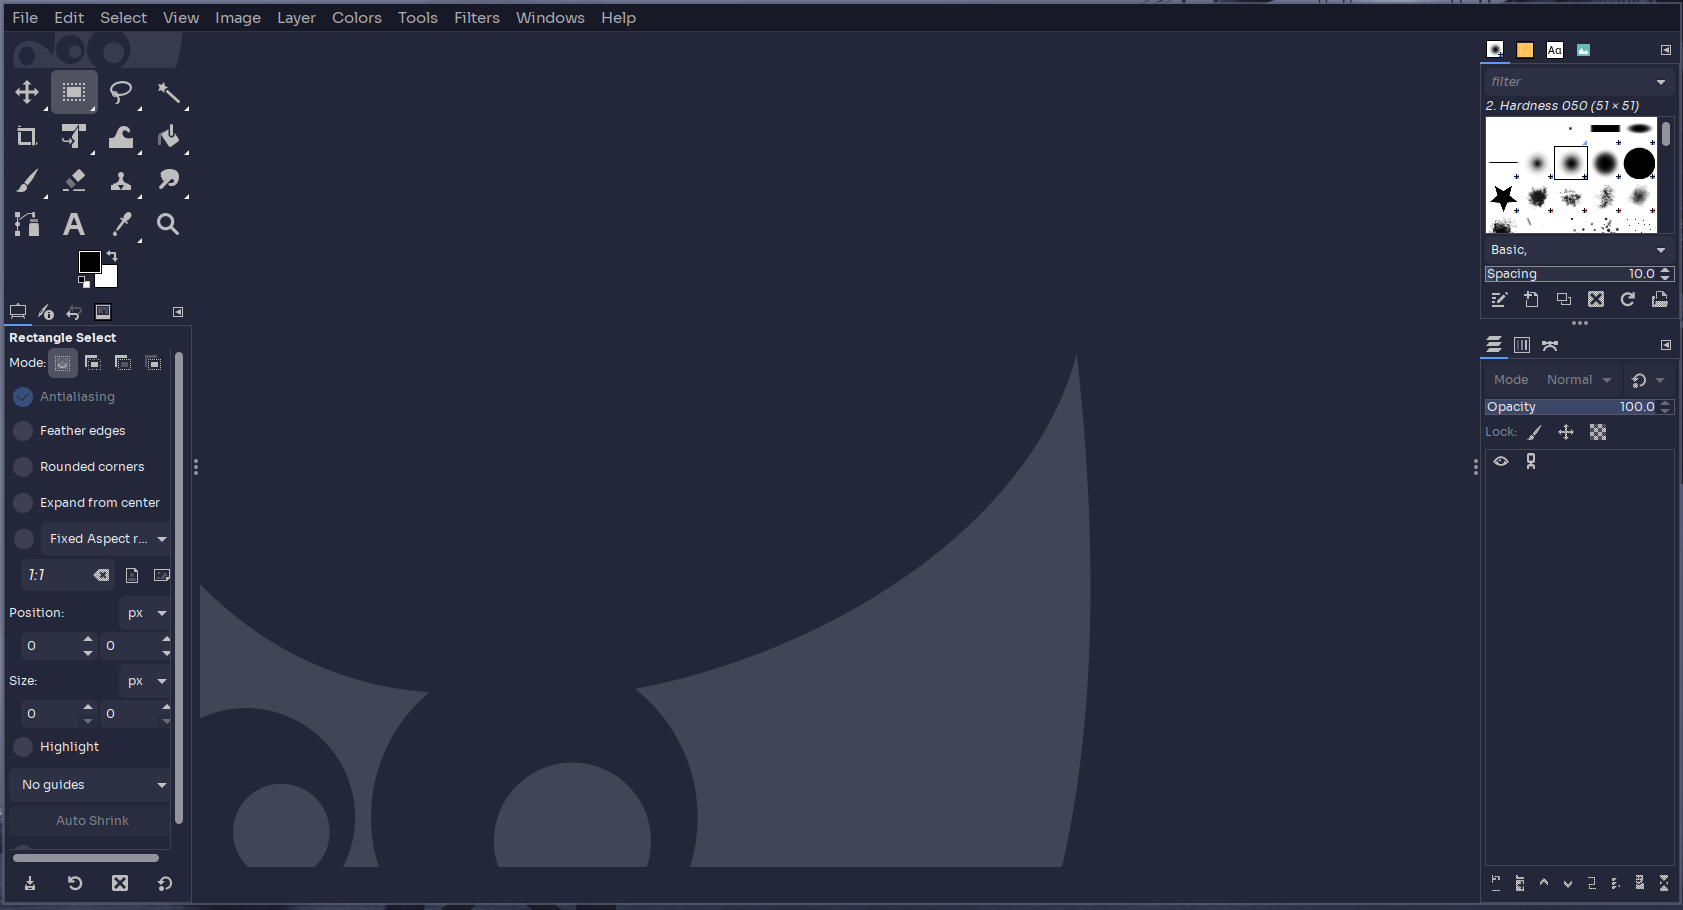 File Edit Select View Image Layer Colors Tools Filters Windows Help
Rectangle Select
Mode:
Antialiasing
Feather edges
Rounded corners
Expand from center
Fixed Aspect r...
1:1
Position: px
0 0
Size: px
0 0
Highlight
No guides
Auto Shrink
Aα
filter
2. Hardness 050 (51 × 51)
Basic,
Spacing 10.0
Mode Normal
Opacity 100.0
Lock: